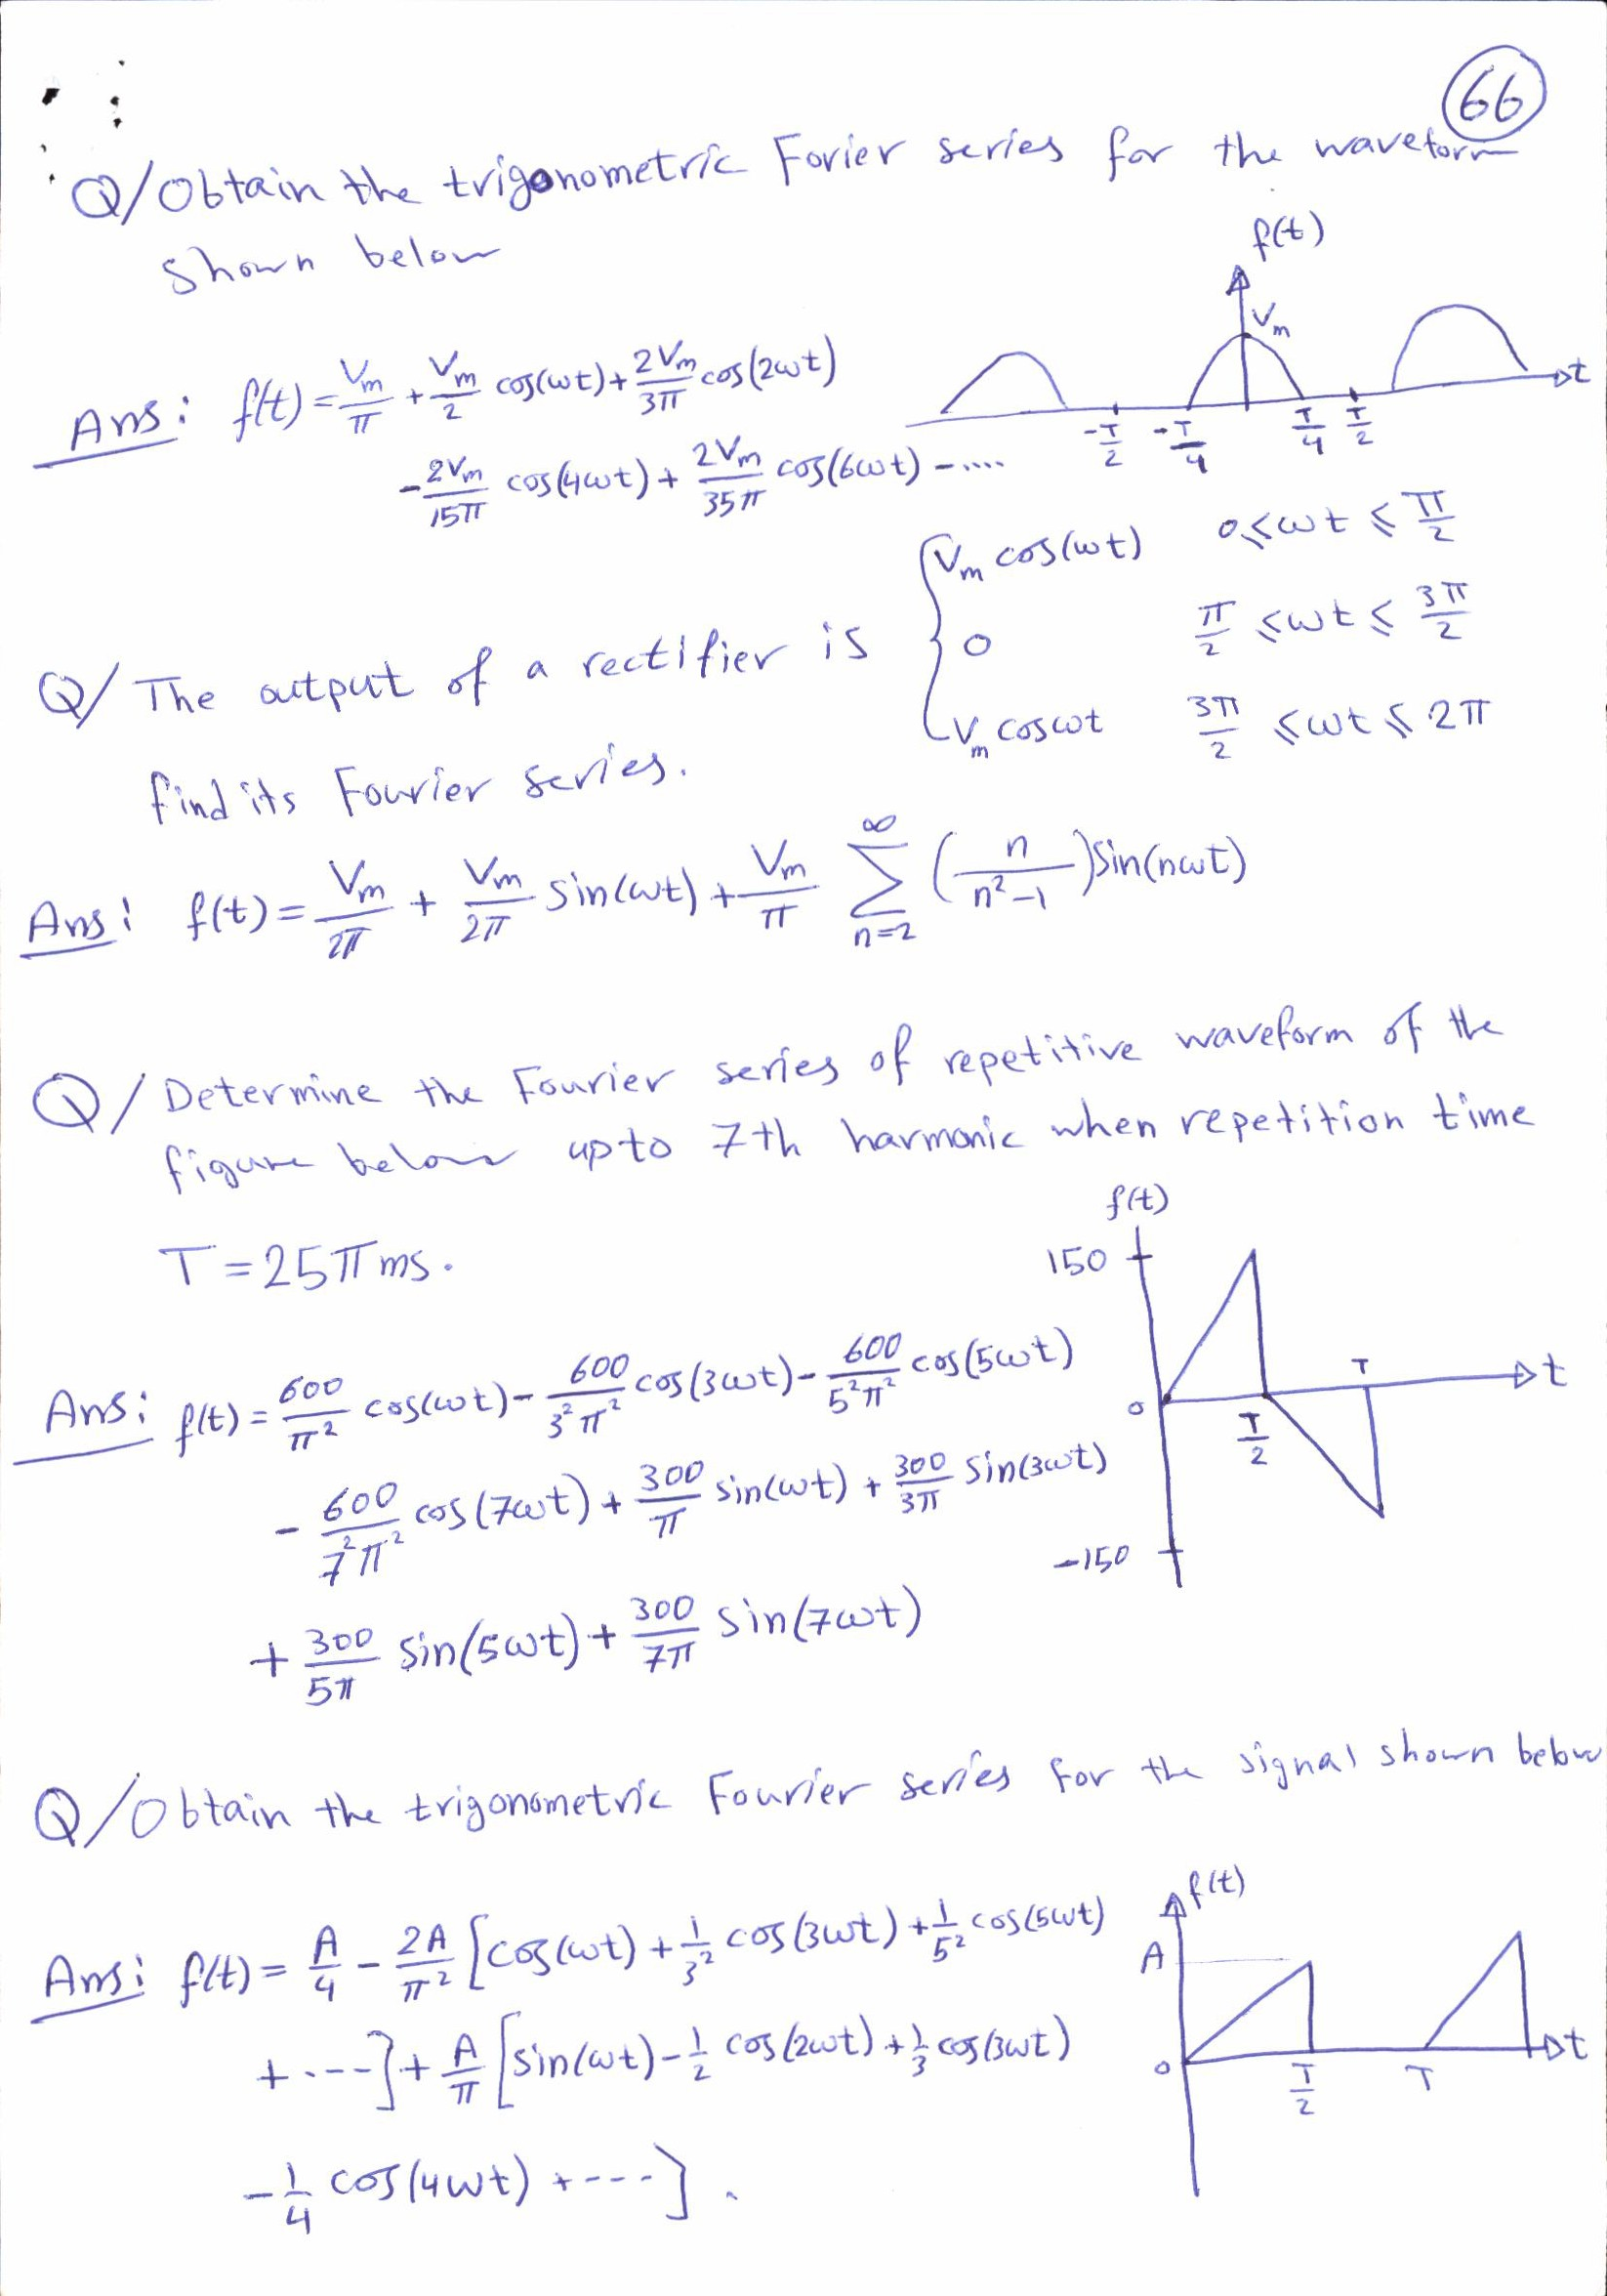 66
Q/ Obtain the trigonometric Forier series for the waveform
shown below
f(t)
Vm
t
-T/2 -T/4 T/4 T/2
Ans: f(t) = Vm/π + Vm/2 cos(ωt) + 2Vm/3π cos(2ωt)
- 2Vm/15π cos(4ωt) + 2Vm/35π cos(6ωt) - ....
Q/ The output of a rectifier is
{ Vm cos(ωt) 0 ≤ ωt ≤ π/2
0 π/2 ≤ ωt ≤ 3π/2
Vm cosωt 3π/2 ≤ ωt ≤ 2π
find its Fourier series.
Ans: f(t) = Vm/2π + Vm/2π sin(ωt) + Vm/π ∑ n=2 ∞ (n/n²-1) sin(nωt)
Q/ Determine the Fourier series of repetitive waveform of the
figure below upto 7th harmonic when repetition time
T = 25π ms.
f(t)
150
0
T/2
T
t
-150
Ans: f(t) = 600/π² cos(ωt) - 600/3²π² cos(3ωt) - 600/5²π² cos(5ωt)
- 600/7²π² cos(7ωt) + 300/π sin(ωt) + 300/3π sin(3ωt)
+ 300/5π sin(5ωt) + 300/7π sin(7ωt)
Q/ Obtain the trigonometric Fourier series for the signal shown below
f(t)
A
0
T/2
T
t
Ans: f(t) = A/4 - 2A/π² [cos(ωt) + 1/3² cos(3ωt) + 1/5² cos(5ωt)
+ ----] + A/π [sin(ωt) - 1/2 cos(2ωt) + 1/3 cos(3ωt)
- 1/4 cos(4ωt) + ----].